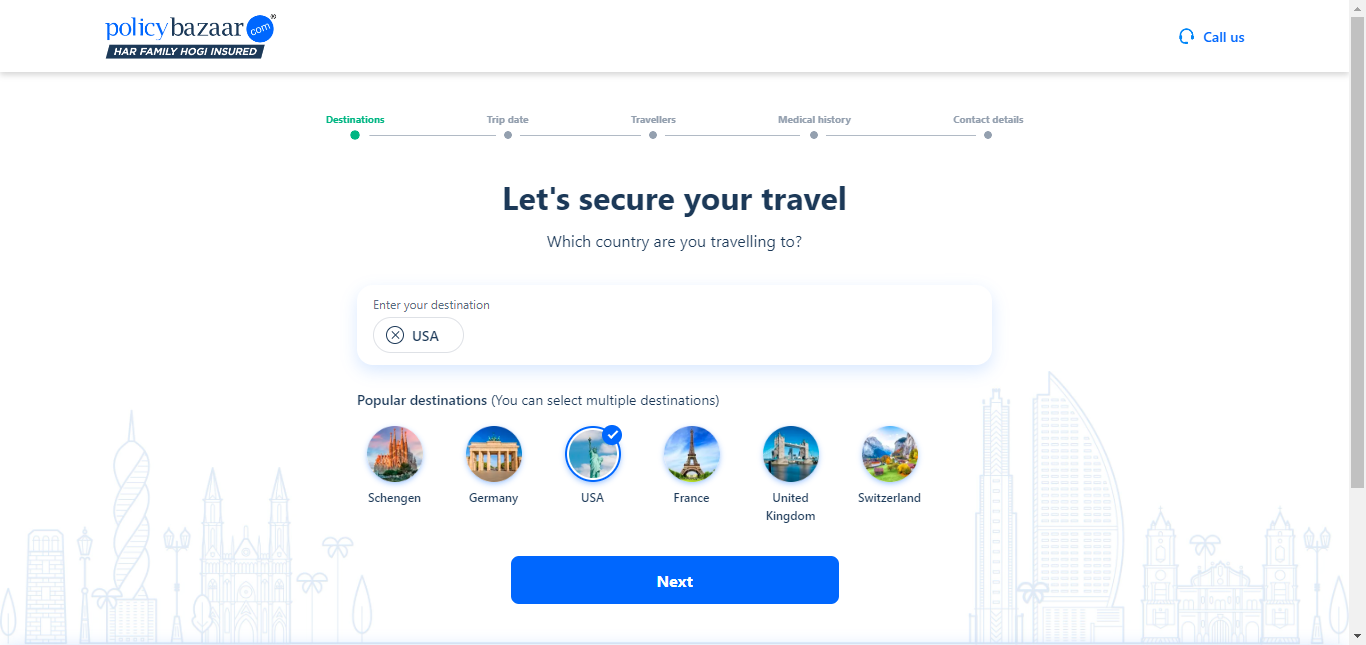 policybazaar.com®
HAR FAMILY HOGI INSURED
Call us
Destinations
Trip date
Travellers
Medical history
Contact details
Let's secure your travel
Which country are you travelling to?
Enter your destination
USA
Popular destinations (You can select multiple destinations)
Schengen
Germany
USA
France
United
Kingdom
Switzerland
Next